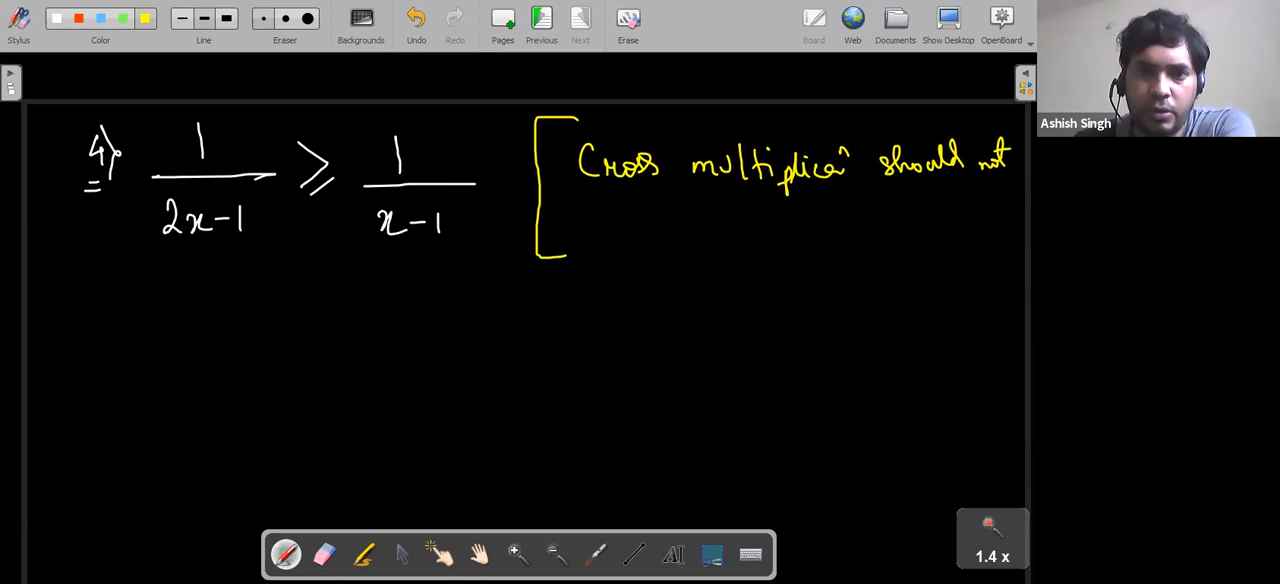 Stylus Color Line Eraser Backgrounds Undo Redo Pages Previous Next Erase Board Web Documents Show Desktop OpenBoard
Ashish Singh
4) 1/(2x-1) ⩾ 1/(x-1) [ Cross multiplicaⁿ should not
1.4 x